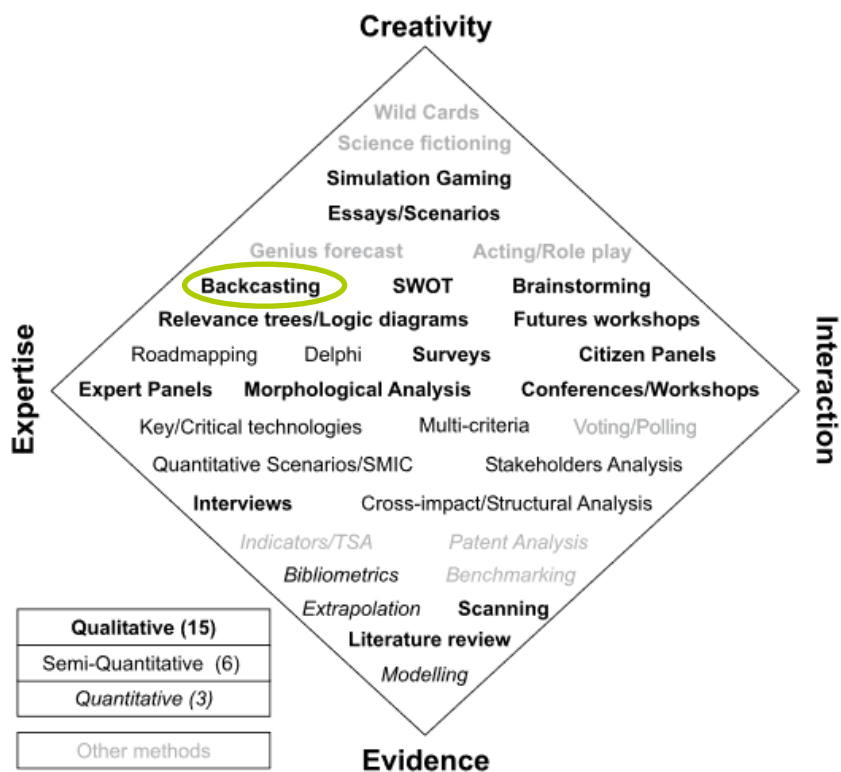 Creativity
Wild Cards
Science fictioning
Simulation Gaming
Essays/Scenarios
Genius forecast Acting/Role play
Backcasting SWOT Brainstorming
Relevance trees/Logic diagrams Futures workshops
Roadmapping Delphi Surveys Citizen Panels
Expert Panels Morphological Analysis Conferences/Workshops
Key/Critical technologies Multi-criteria Voting/Polling
Quantitative Scenarios/SMIC Stakeholders Analysis
Interviews Cross-impact/Structural Analysis
Indicators/TSA Patent Analysis
Bibliometrics Benchmarking
Extrapolation Scanning
Literature review
Modelling
Expertise
Interaction
Evidence
Qualitative (15)
Semi-Quantitative (6)
Quantitative (3)
Other methods